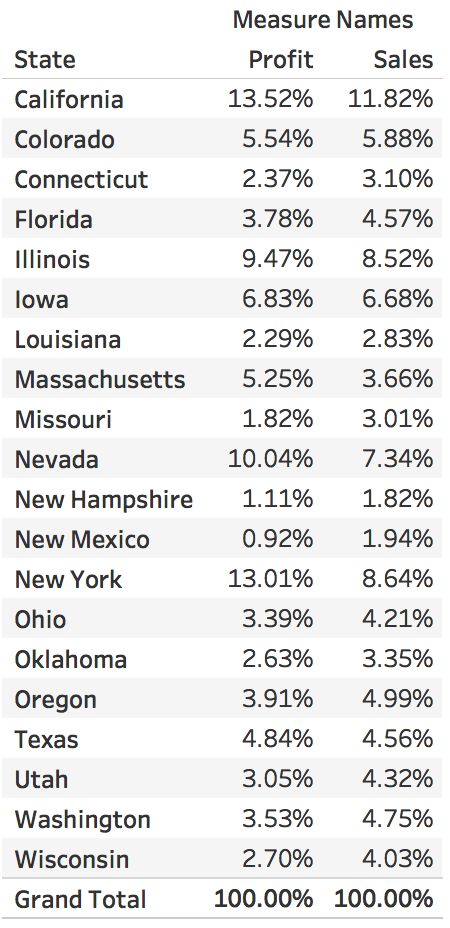 Measure Names
State Profit Sales
California 13.52% 11.82%
Colorado 5.54% 5.88%
Connecticut 2.37% 3.10%
Florida 3.78% 4.57%
Illinois 9.47% 8.52%
Iowa 6.83% 6.68%
Louisiana 2.29% 2.83%
Massachusetts 5.25% 3.66%
Missouri 1.82% 3.01%
Nevada 10.04% 7.34%
New Hampshire 1.11% 1.82%
New Mexico 0.92% 1.94%
New York 13.01% 8.64%
Ohio 3.39% 4.21%
Oklahoma 2.63% 3.35%
Oregon 3.91% 4.99%
Texas 4.84% 4.56%
Utah 3.05% 4.32%
Washington 3.53% 4.75%
Wisconsin 2.70% 4.03%
Grand Total 100.00% 100.00%